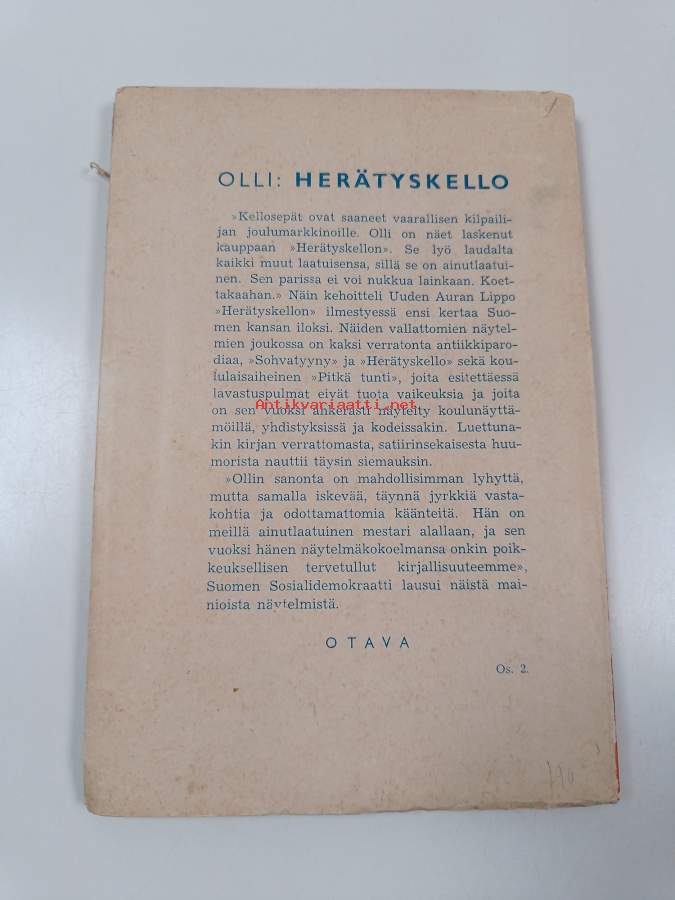 OLLI: HERÄTYSKELLO
»Kellosepät ovat saaneet vaarallisen kilpaili-
jan joulumarkkinoille. Olli on näet laskenut
kauppaan »Herätyskellon». Se lyö laudalta
kaikki muut laatuisensa, sillä se on ainutlaatui-
nen. Sen parissa ei voi nukkua lainkaan. Koet-
takaahan.» Näin kehoitteli Uuden Auran Lippo
»Herätyskellon» ilmestyessä ensi kertaa Suo-
men kansan iloksi. Näiden vallattomien näytel-
mien joukossa on kaksi verratonta antiikkiparo-
diaa, »Sohvatyyny» ja »Herätyskello» sekä kou-
lulaisaiheinen »Pitkä tunti», joita esitettäessä
lavastuspulmat eivät tuota vaikeuksia ja joita
Antikvariaatti.net
on sen vuoksi ahkerasti näytelty koulunäyttä-
möillä, yhdistyksissä ja kodeissakin. Luettuna-
kin kirjan verrattomasta, satiirinsekaisesta huu-
morista nauttii täysin siemauksin.
»Ollin sanonta on mahdollisimman lyhyttä,
mutta samalla iskevää, täynnä jyrkkiä vasta-
kohtia ja odottamattomia käänteitä. Hän on
meillä ainutlaatuinen mestari alallaan, ja sen
vuoksi hänen näytelmäkokoelmansa onkin poik-
keuksellisen tervetullut kirjallisuuteemme»,
Suomen Sosialidemokraatti lausui näistä mai-
nioista näytelmistä.
OTAVA
Os. 2.